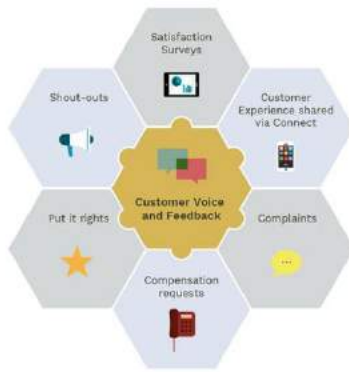 Satisfaction
Surveys
Shout-outs
Customer
Experience shared
via Connect
Customer Voice
and Feedback
Put it rights
Complaints
Compensation
requests